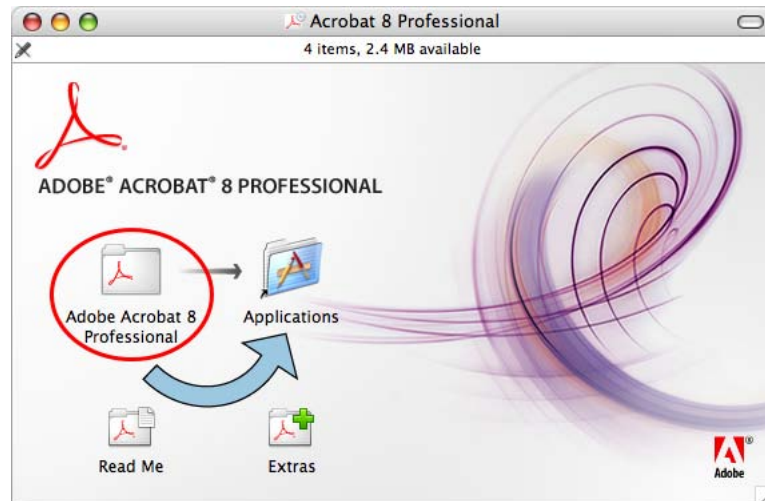 Acrobat 8 Professional
4 items, 2.4 MB available
ADOBE® ACROBAT® 8 PROFESSIONAL
Adobe Acrobat 8
Professional
Applications
Read Me
Extras
Adobe